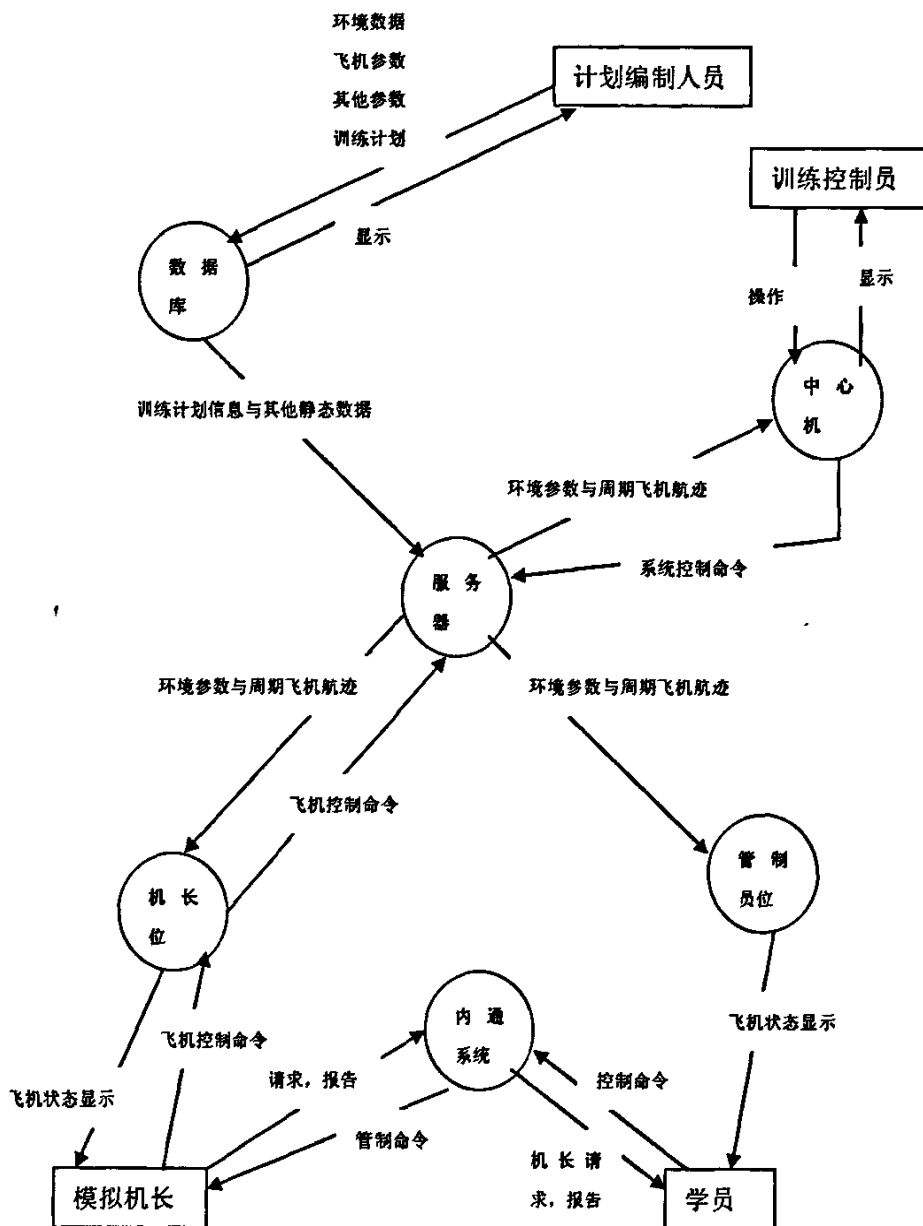 环境数据
飞机参数
其他参数
训练计划
计划编制人员
训练控制员
显示
数 据
库
操作
显示
中 心
机
训练计划信息与其他静态数据
环境参数与周期飞机航迹
系统控制命令
服 务
器
环境参数与周期飞机航迹
环境参数与周期飞机航迹
飞机控制命令
机 长
位
管 制
员位
内 通
系统
飞机状态显示
飞机控制命令
请求，报告
控制命令
飞机状态显示
管制命令
机 长 请
求，报告
模拟机长
学员